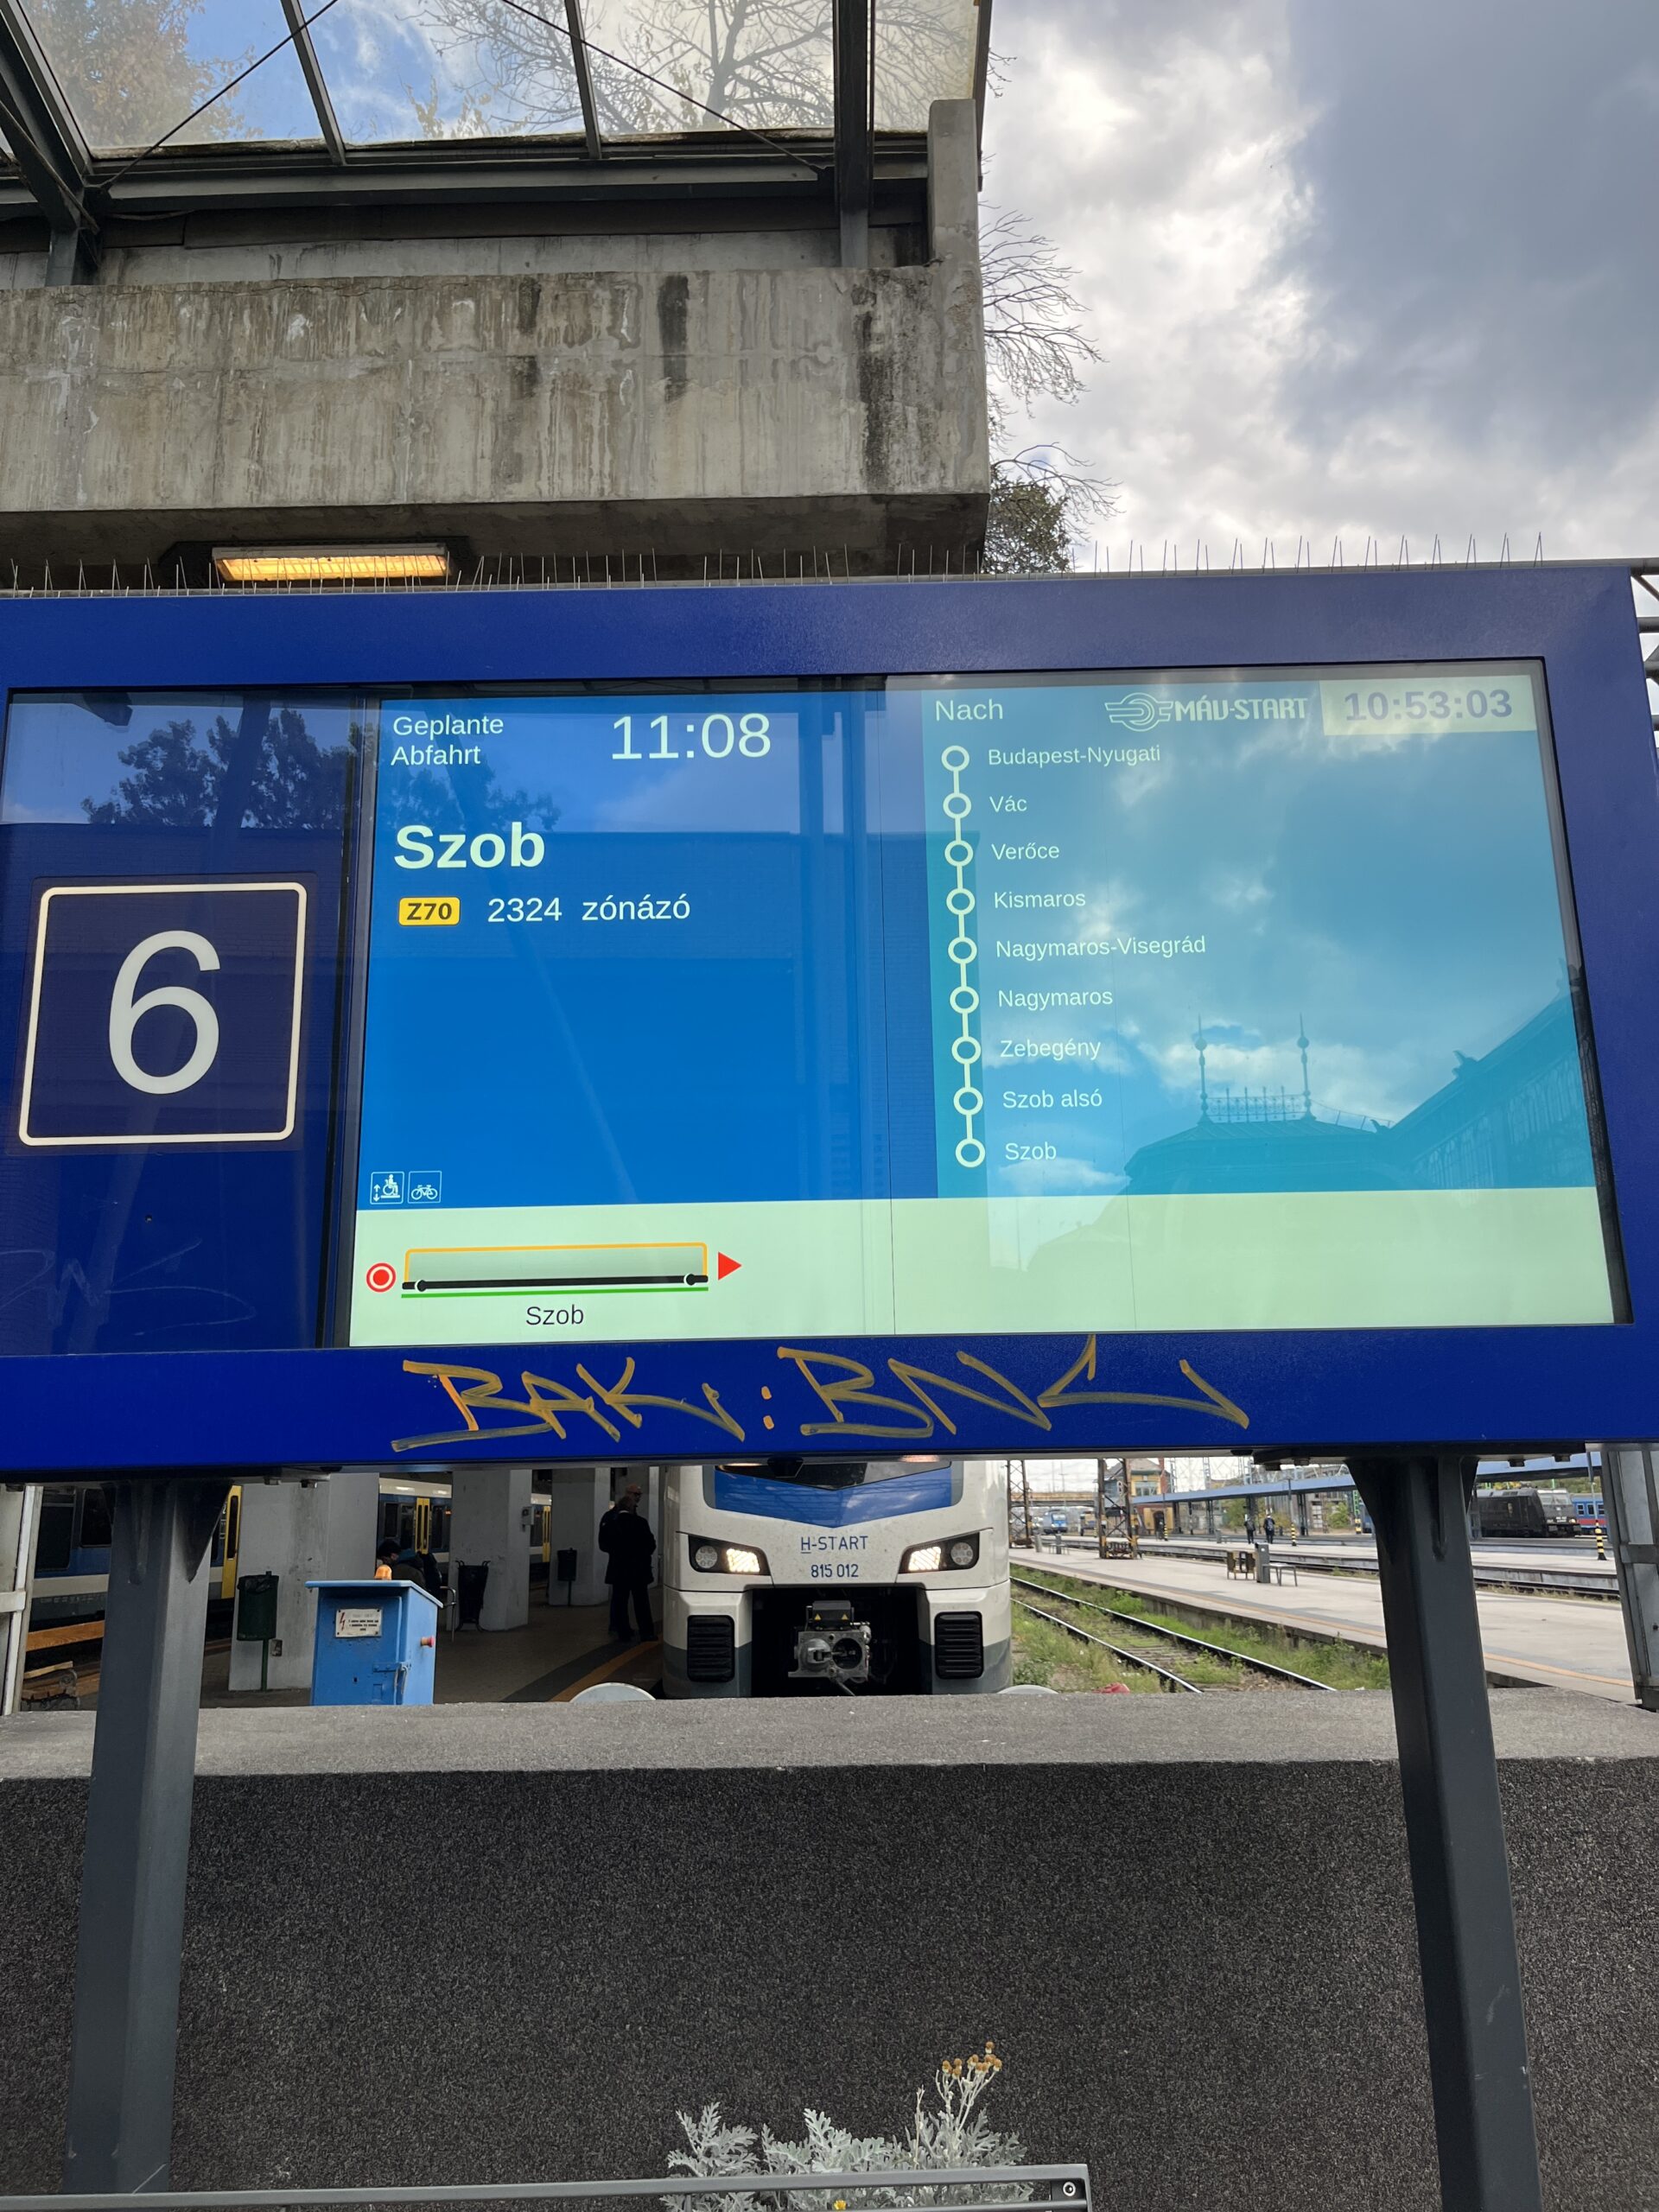 6
Geplante
Abfahrt
11:08
Szob
Z70 2324 zónázó
Nach
MÁV-START
10:53:03
Budapest-Nyugati
Vác
Verőce
Kismaros
Nagymaros-Visegrád
Nagymaros
Zebegény
Szob alsó
Szob
Szob
H-START
815 012